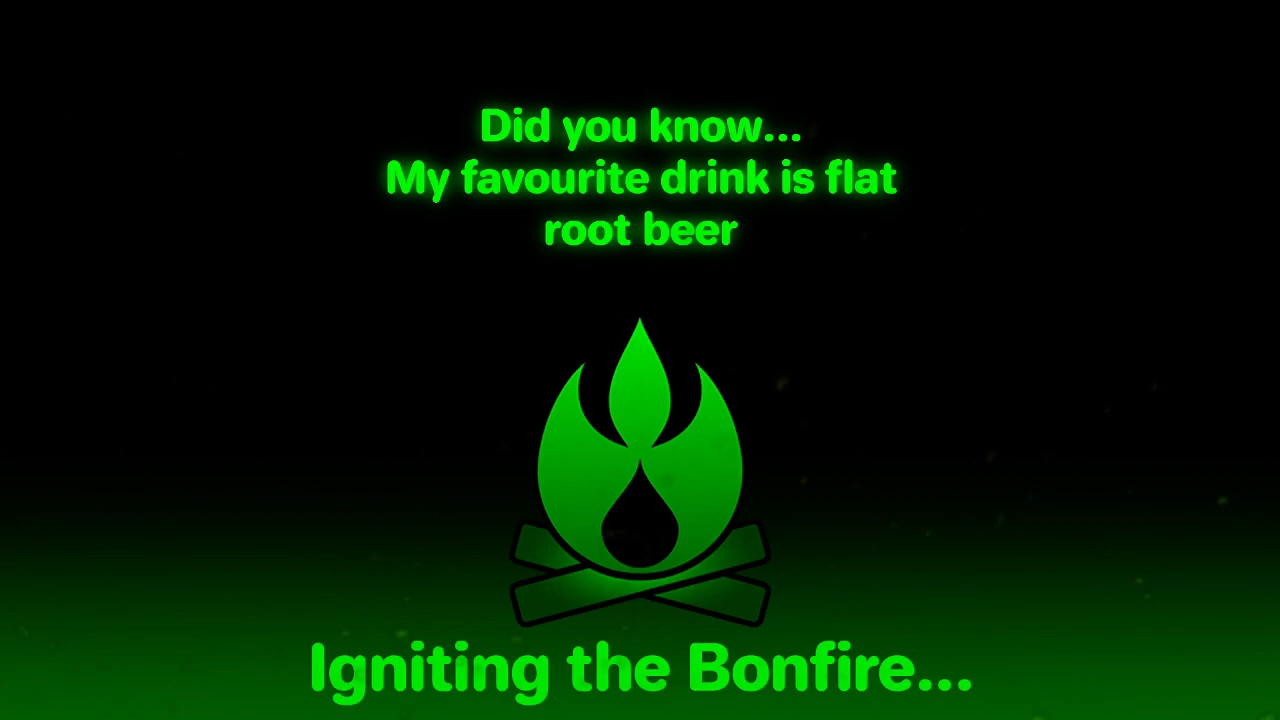 Did you know...
My favourite drink is flat
root beer
Igniting the Bonfire...